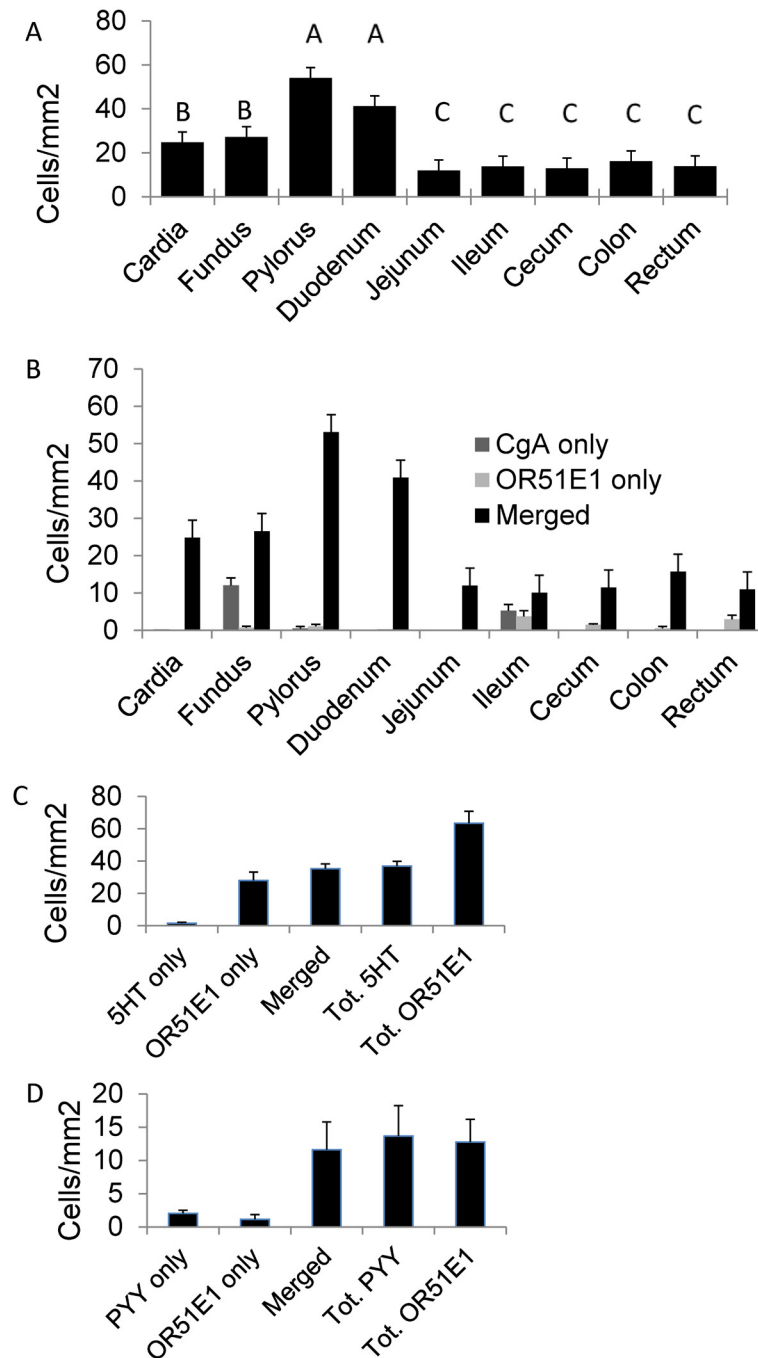 A
Cells/mm2
80
60
40
20
0
B
B
A
A
C
C
C
C
C
Cardia
Fundus
Pylorus
Duodenum
Jejunum
Ileum
Cecum
Colon
Rectum
B
Cells/mm2
70
60
50
40
30
20
10
0
CgA only
OR51E1 only
Merged
Cardia
Fundus
Pylorus
Duodenum
Jejunum
Ileum
Cecum
Colon
Rectum
C
Cells/mm2
80
60
40
20
0
5HT only
OR51E1 only
Merged
Tot. 5HT
Tot. OR51E1
D
Cells/mm2
20
15
10
5
0
PYY only
OR51E1 only
Merged
Tot. PYY
Tot. OR51E1